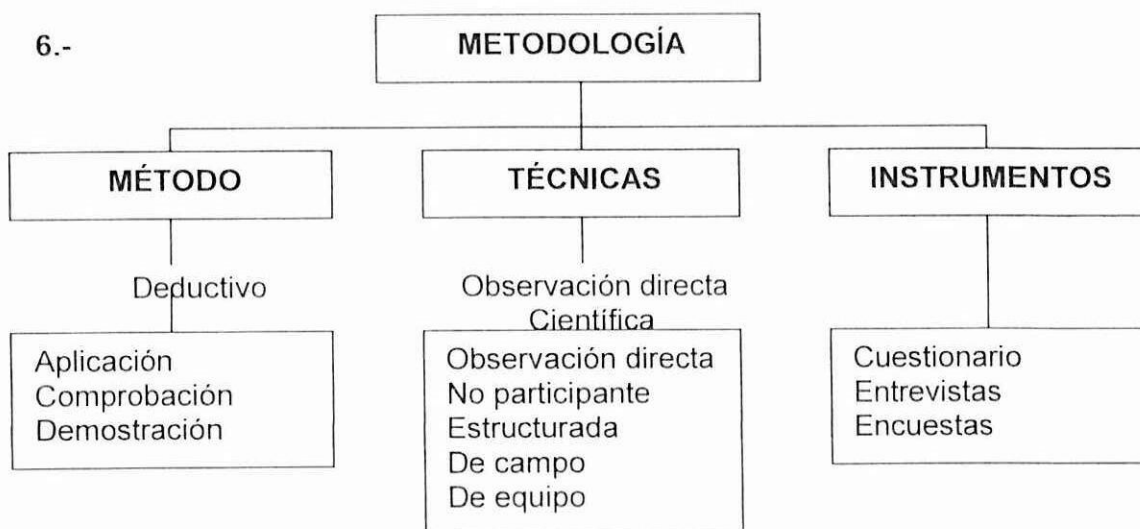 6.-
METODOLOGÍA
MÉTODO
TÉCNICAS
INSTRUMENTOS
Deductivo
Observación directa
Científica
Aplicación
Comprobación
Demostración
Observación directa
No participante
Estructurada
De campo
De equipo
Cuestionario
Entrevistas
Encuestas